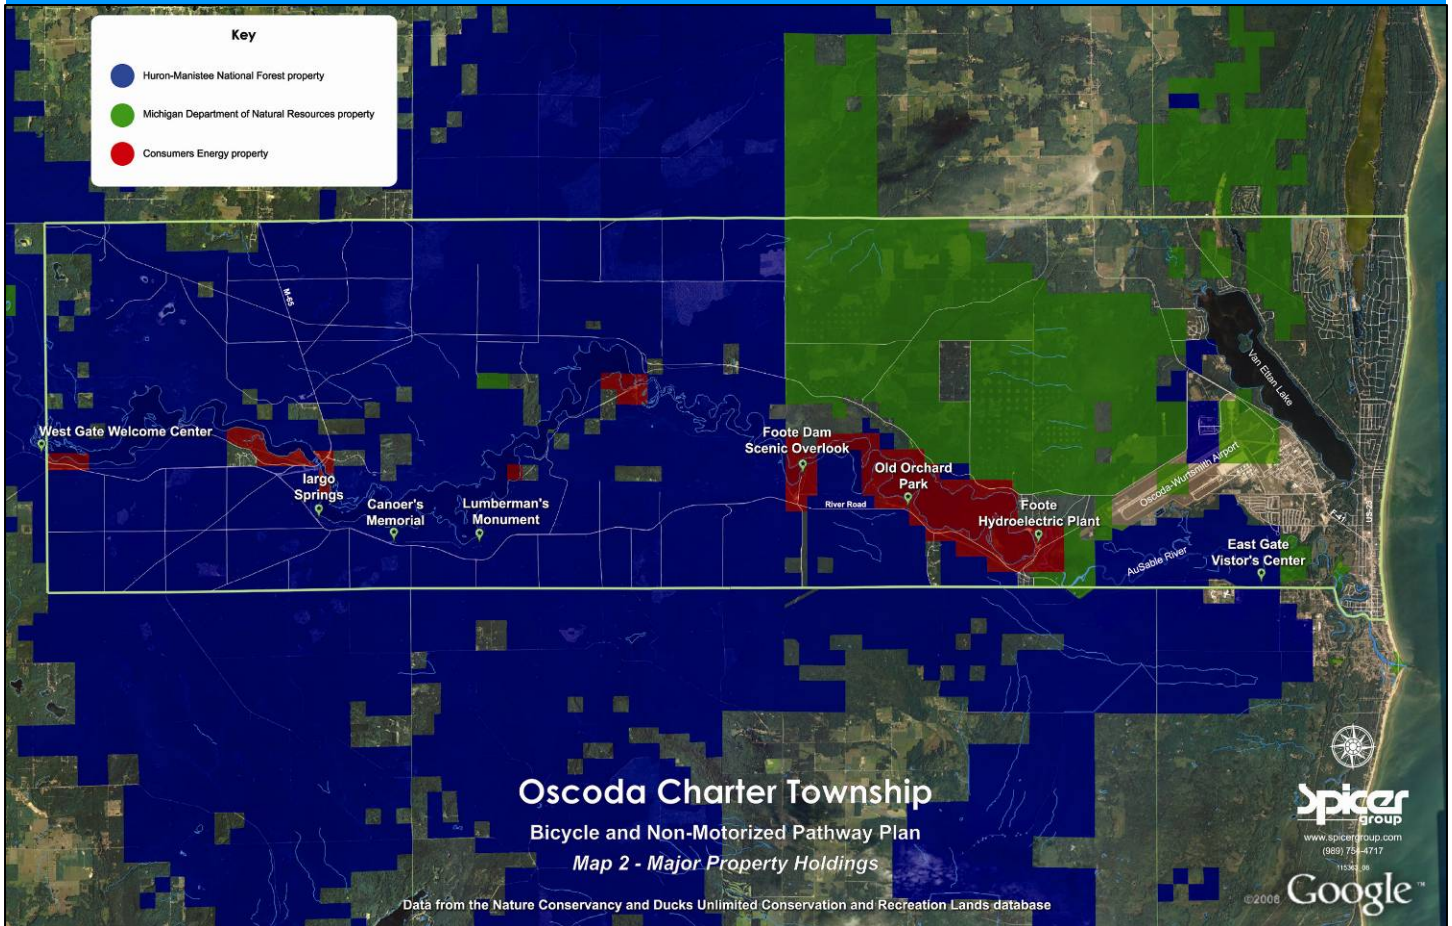 Key
Huron-Manistee National Forest property
Michigan Department of Natural Resources property
Consumers Energy property
M-65
West Gate Welcome Center
Iargo
Springs
Canoer's
Memorial
Lumberman's
Monument
Foote Dam
Scenic Overlook
Old Orchard
Park
River Road
Foote
Hydroelectric Plant
Van Ettan Lake
Oscoda-Wurtsmith Airport
F-41
US-23
AuSable River
East Gate
Vistor's Center
Oscoda Charter Township
Bicycle and Non-Motorized Pathway Plan
Map 2 - Major Property Holdings
Data from the Nature Conservancy and Ducks Unlimited Conservation and Recreation Lands database
Spicer
group
www.spicergroup.com
(989) 754-4717
©2008 Google™